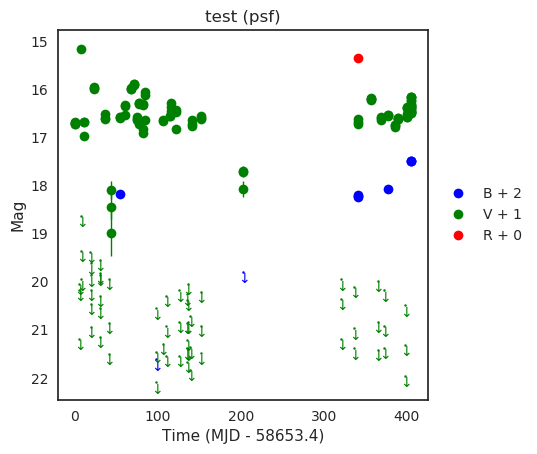 test (psf)
15
16
17
18
19
20
21
22
Mag
0
100
200
300
400
Time (MJD - 58653.4)
B + 2
V + 1
R + 0